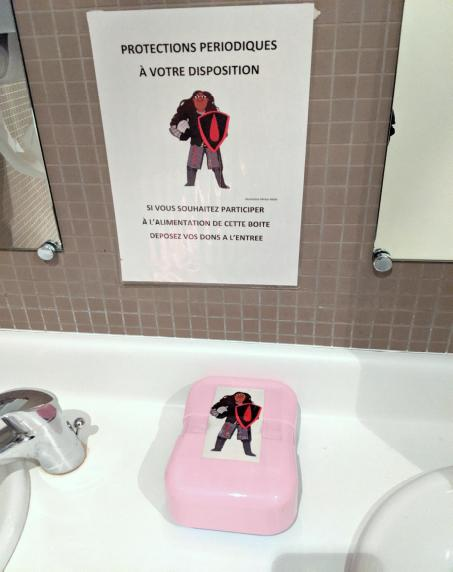 PROTECTIONS PERIODIQUES
À VOTRE DISPOSITION
SI VOUS SOUHAITEZ PARTICIPER
À L'ALIMENTATION DE CETTE BOITE
DEPOSEZ VOS DONS A L'ENTREE